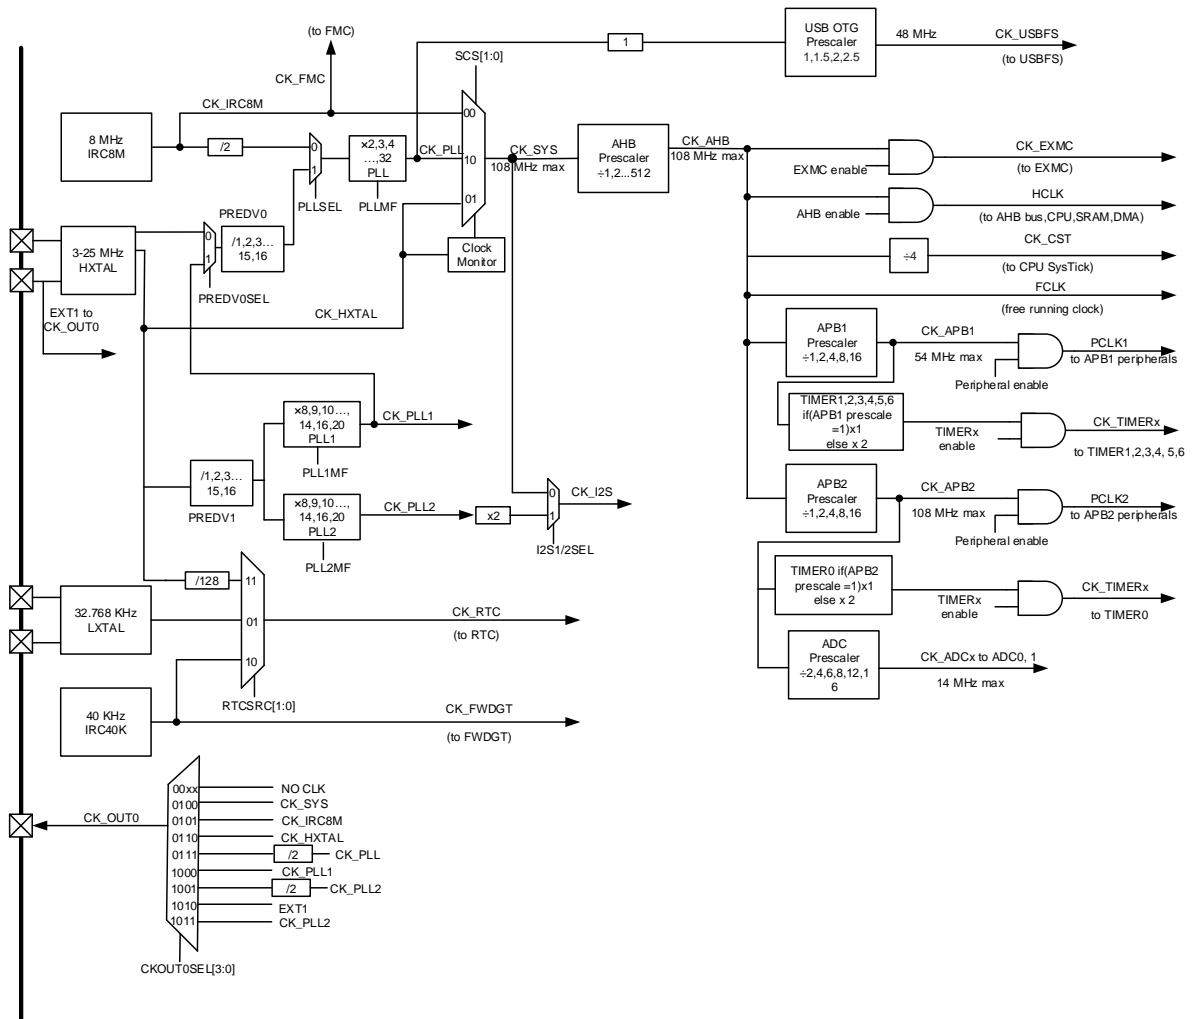 (to FMC)
CK_FMC
SCS[1:0]
1
USB OTG
Prescaler
1,1.5,2,2.5
48 MHz
CK_USBFS
(to USBFS)
8 MHz
IRC8M
CK_IRC8M
/2
0
1
PLLSEL
×2,3,4
…,32
PLL
PLLMF
CK_PLL
00
10
01
CK_SYS
108 MHz max
AHB
Prescaler
÷1,2...512
CK_AHB
108 MHz max
EXMC enable
CK_EXMC
(to EXMC)
AHB enable
HCLK
(to AHB bus,CPU,SRAM,DMA)
÷4
CK_CST
(to CPU SysTick)
FCLK
(free running clock)
3-25 MHz
HXTAL
EXT1 to
CK_OUT0
0
1
PREDV0SEL
PREDV0
/1,2,3…
15,16
Clock
Monitor
CK_HXTAL
APB1
Prescaler
÷1,2,4,8,16
CK_APB1
54 MHz max
Peripheral enable
PCLK1
to APB1 peripherals
TIMER1,2,3,4,5,6
if(APB1 prescale
=1)x1
else x 2
TIMERx
enable
CK_TIMERx
to TIMER1,2,3,4, 5,6
/1,2,3…
15,16
PREDV1
×8,9,10…,
14,16,20
PLL1
PLL1MF
CK_PLL1
×8,9,10…,
14,16,20
PLL2
PLL2MF
CK_PLL2
x2
0
1
I2S1/2SEL
CK_I2S
APB2
Prescaler
÷1,2,4,8,16
CK_APB2
108 MHz max
Peripheral enable
PCLK2
to APB2 peripherals
TIMER0 if(APB2
prescale =1)x1
else x 2
TIMERx
enable
CK_TIMERx
to TIMER0
ADC
Prescaler
÷2,4,6,8,12,1
6
CK_ADCx to ADC0, 1
14 MHz max
32.768 KHz
LXTAL
/128
11
01
10
RTCSRC[1:0]
CK_RTC
(to RTC)
40 KHz
IRC40K
CK_FWDGT
(to FWDGT)
CK_OUT0
00xx
NO CLK
0100
CK_SYS
0101
CK_IRC8M
0110
CK_HXTAL
0111
/2
CK_PLL
1000
CK_PLL1
1001
/2
CK_PLL2
1010
EXT1
1011
CK_PLL2
CKOUT0SEL[3:0]